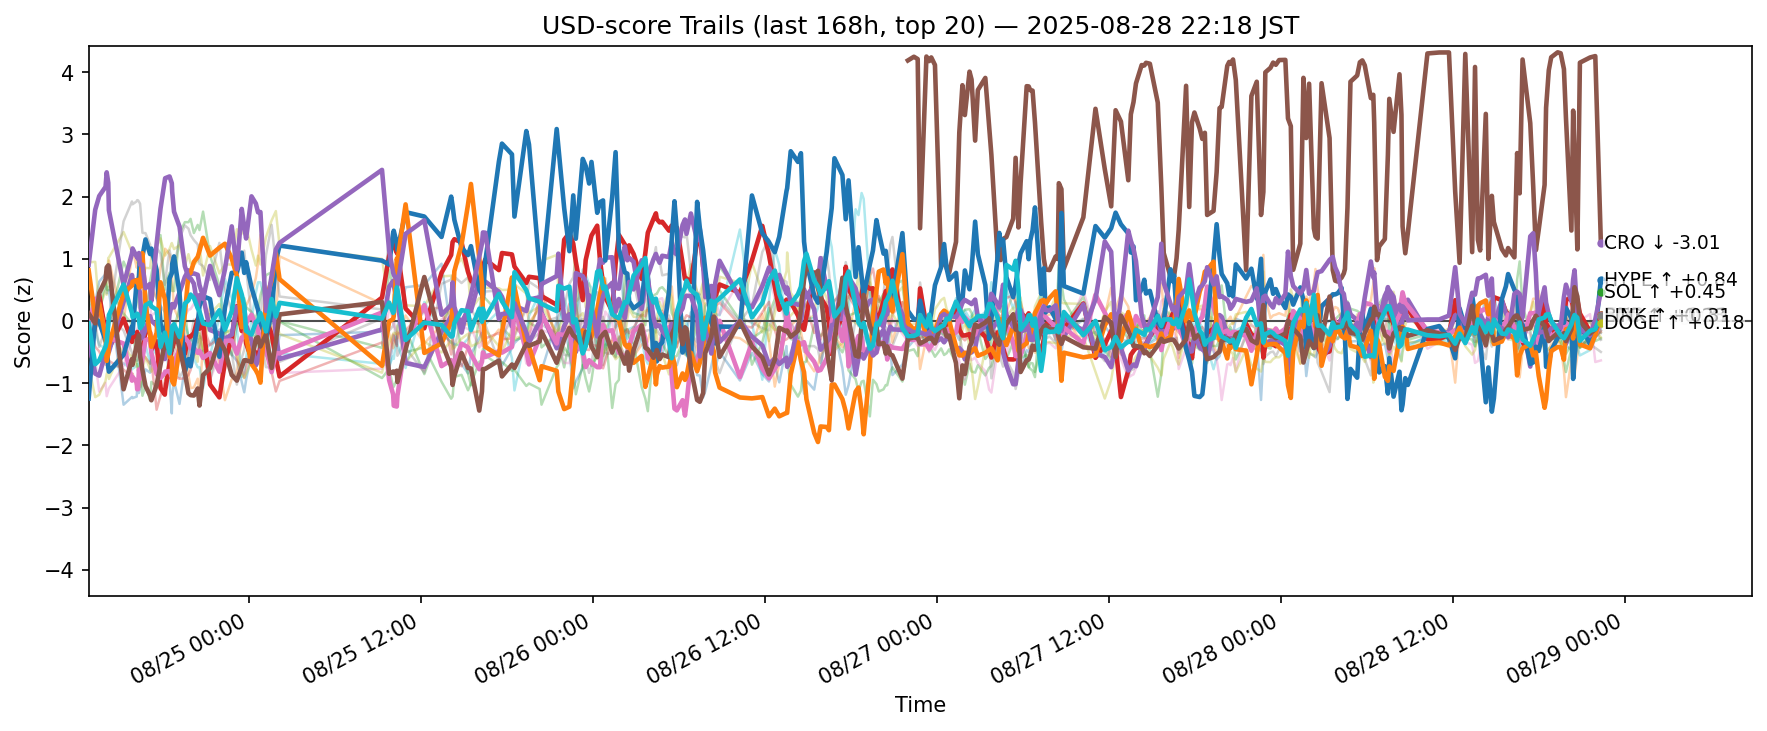 USD-score Trails (last 168h, top 20) — 2025-08-28 22:18 JST
Score (z)
4
3
2
1
0
−1
−2
−3
−4
CRO ↓ -3.01
HYPE ↑ +0.84
SOL ↑ +0.45
DOGE ↑ +0.18
08/25 00:00
08/25 12:00
08/26 00:00
08/26 12:00
08/27 00:00
08/27 12:00
08/28 00:00
08/28 12:00
08/29 00:00
Time